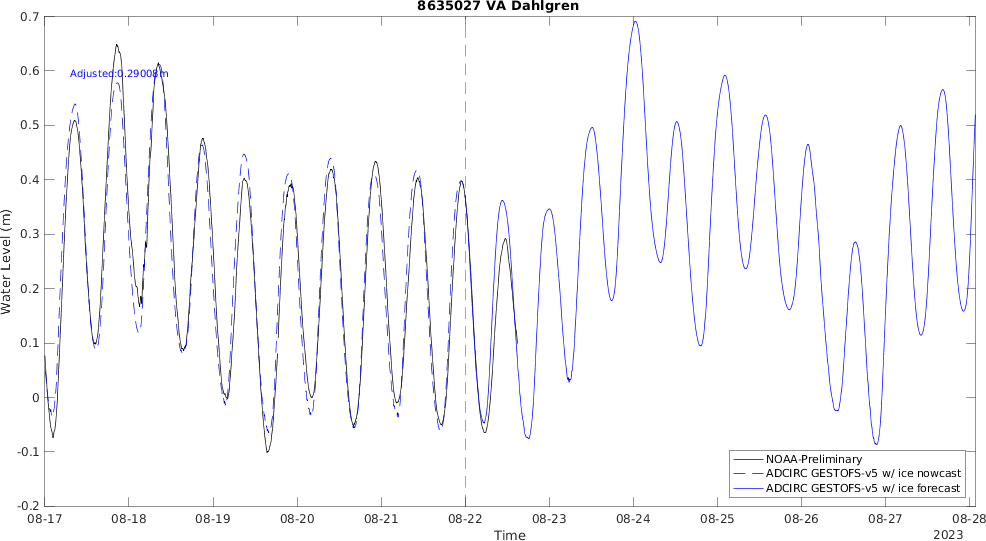 8635027 VA Dahlgren
0.7
0.6
0.5
0.4
0.3
0.2
0.1
0
-0.1
-0.2
Water Level (m)
Adjusted:0.29008m
NOAA-Preliminary
ADCIRC GESTOFS-v5 w/ ice nowcast
ADCIRC GESTOFS-v5 w/ ice forecast
08-17 08-18 08-19 08-20 08-21 08-22 08-23 08-24 08-25 08-26 08-27 08-28
Time
2023